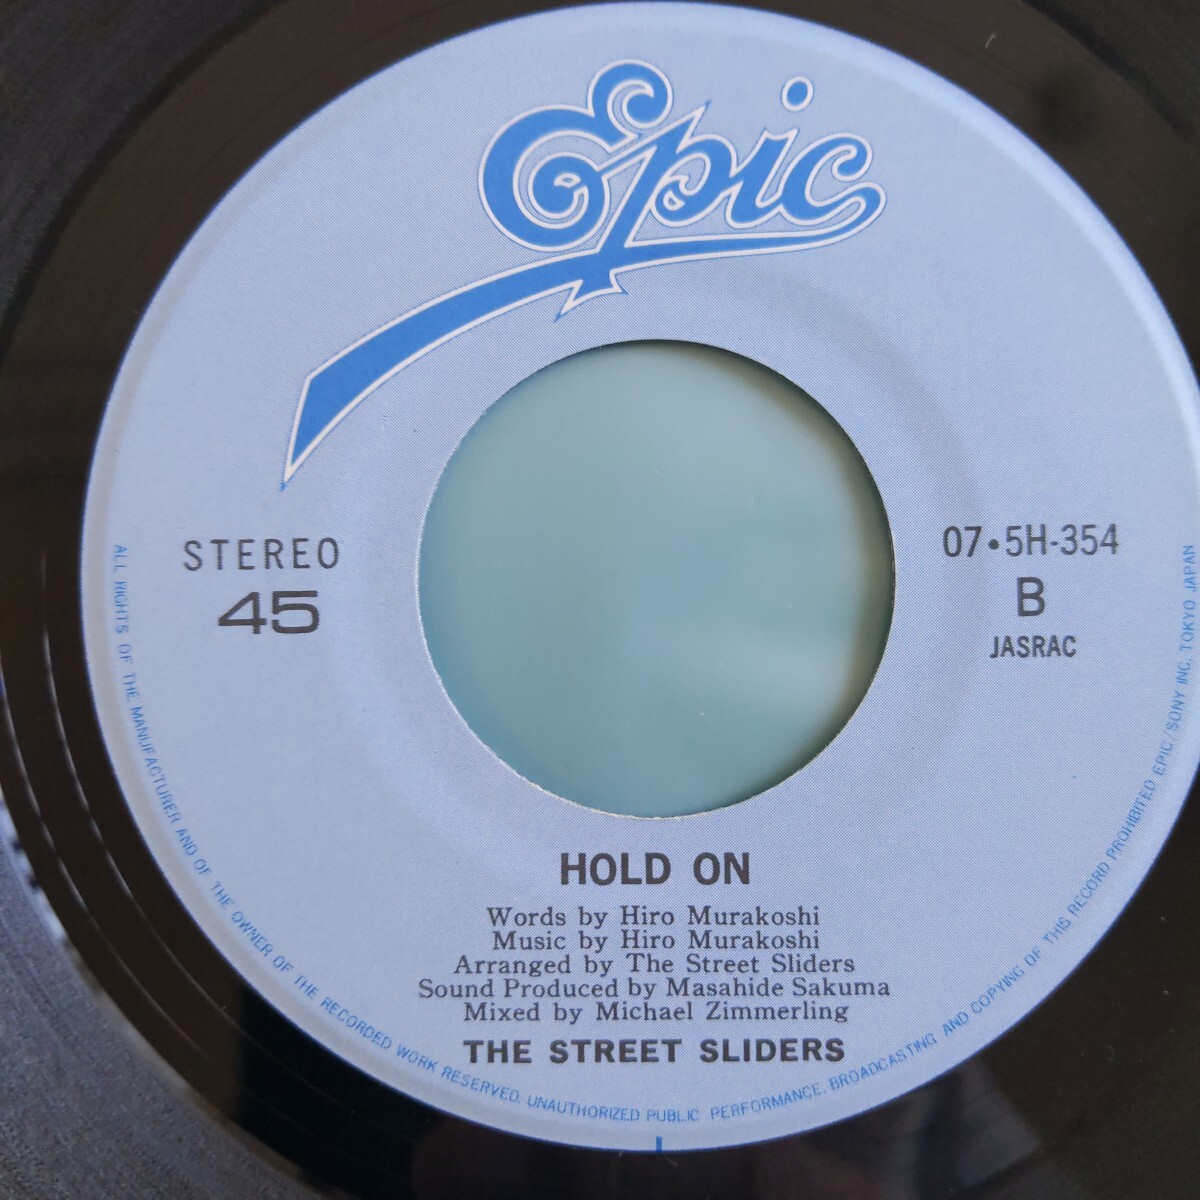 Epic
STEREO
45
07・5H-354
B
JASRAC
HOLD ON
Words by Hiro Murakoshi
Music by Hiro Murakoshi
Arranged by The Street Sliders
Sound Produced by Masahide Sakuma
Mixed by Michael Zimmerling
THE STREET SLIDERS
ALL RIGHTS OF THE MANUFACTURER AND OF THE OWNER OF THE RECORDED WORK RESERVED. UNAUTHORIZED PUBLIC PERFORMANCE, BROADCASTING AND COPYING OF THIS RECORD PROHIBITED EPIC/SONY INC. TOKYO JAPAN